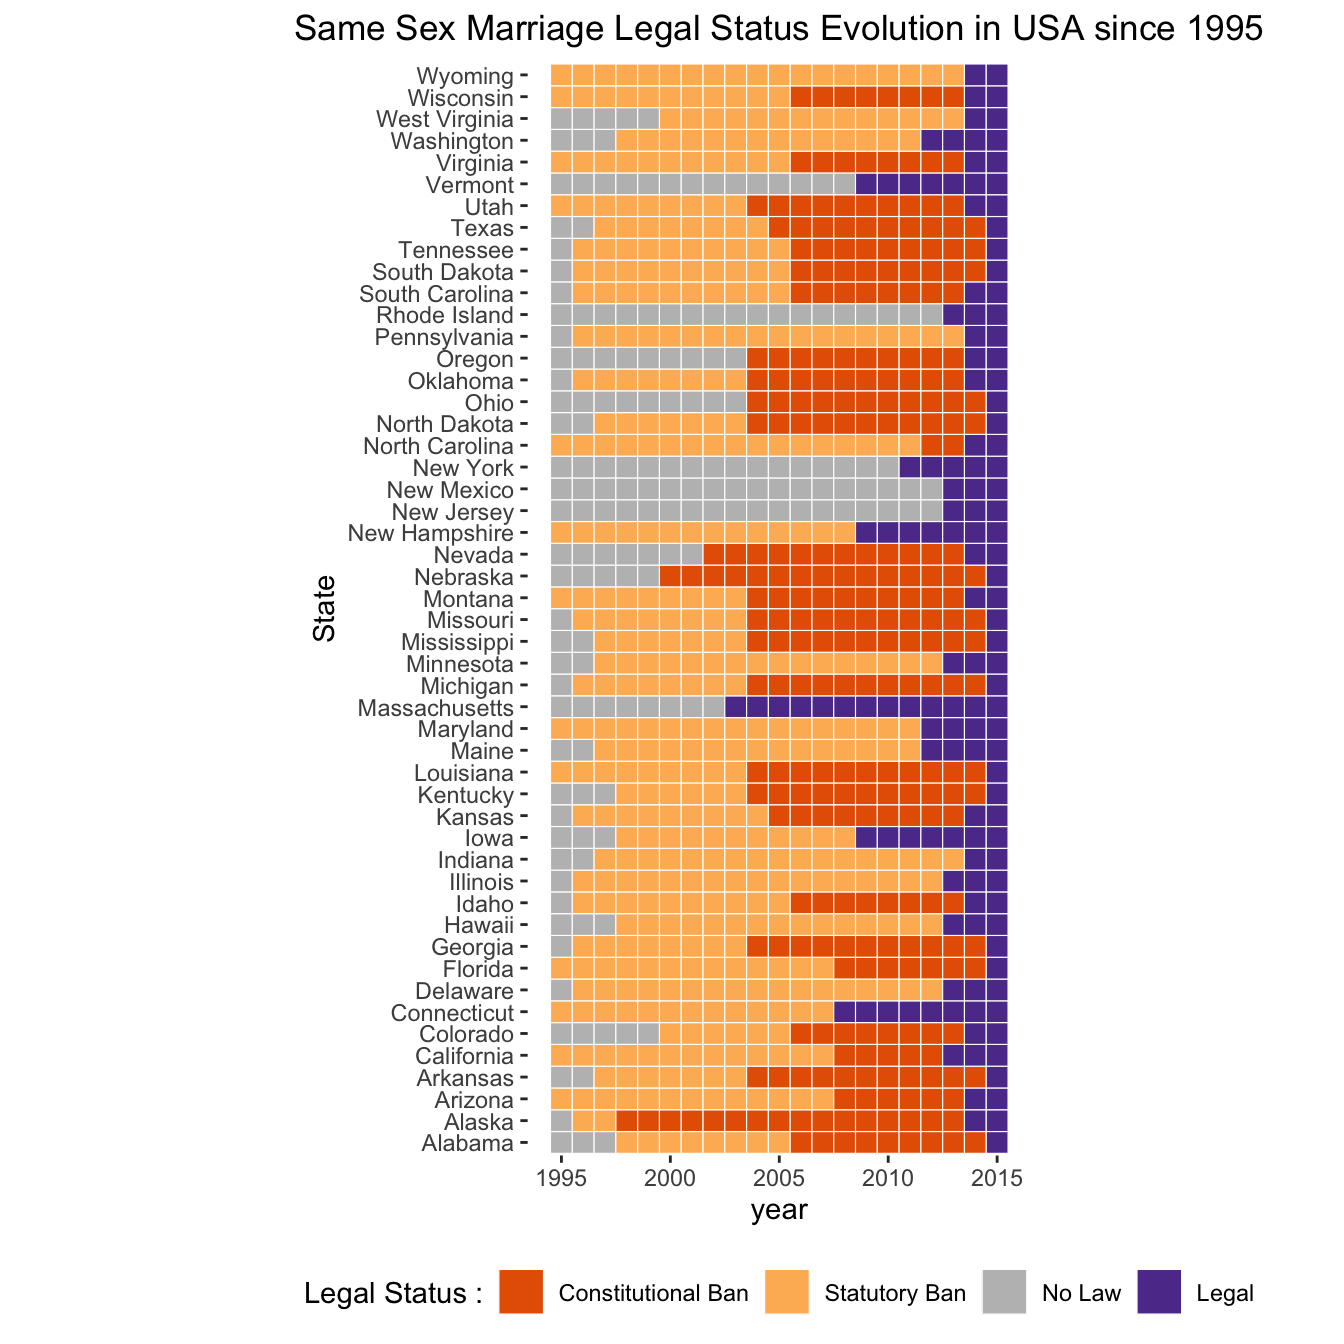 Same Sex Marriage Legal Status Evolution in USA since 1995
Wyoming
Wisconsin
West Virginia
Washington
Virginia
Vermont
Utah
Texas
Tennessee
South Dakota
South Carolina
Rhode Island
Pennsylvania
Oregon
Oklahoma
Ohio
North Dakota
North Carolina
New York
New Mexico
New Jersey
New Hampshire
Nevada
Nebraska
Montana
Missouri
Mississippi
Minnesota
Michigan
Massachusetts
Maryland
Maine
Louisiana
Kentucky
Kansas
Iowa
Indiana
Illinois
Idaho
Hawaii
Georgia
Florida
Delaware
Connecticut
Colorado
California
Arkansas
Arizona
Alaska
Alabama
State
1995 2000 2005 2010 2015
year
Legal Status : Constitutional Ban Statutory Ban No Law Legal